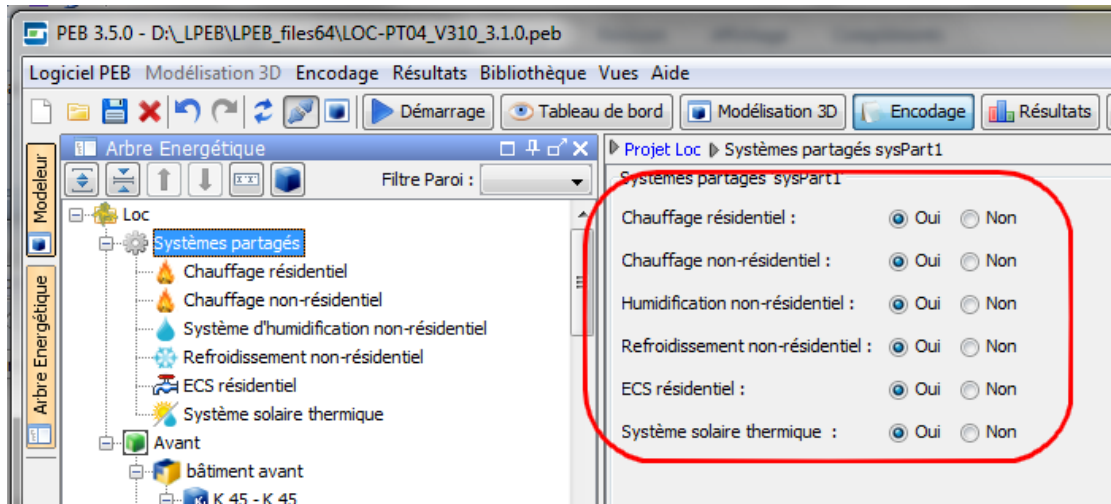 PEB 3.5.0 - D:\_LPEB\LPEB_files64\LOC-PT04_V310_3.1.0.peb
Logiciel PEB Modélisation 3D Encodage Résultats Bibliothèque Vues Aide
Démarrage Tableau de bord Modélisation 3D Encodage Résultats
Modeleur
Arbre Energétique
Arbre Energétique
Filtre Paroi :
Loc
Systèmes partagés
Chauffage résidentiel
Chauffage non-résidentiel
Système d'humidification non-résidentiel
Refroidissement non-résidentiel
ECS résidentiel
Système solaire thermique
Avant
bâtiment avant
K 45 - K 45
Projet Loc Systèmes partagés sysPart1
Systèmes partagés sysPart1
Chauffage résidentiel : Oui Non
Chauffage non-résidentiel : Oui Non
Humidification non-résidentiel : Oui Non
Refroidissement non-résidentiel : Oui Non
ECS résidentiel : Oui Non
Système solaire thermique : Oui Non